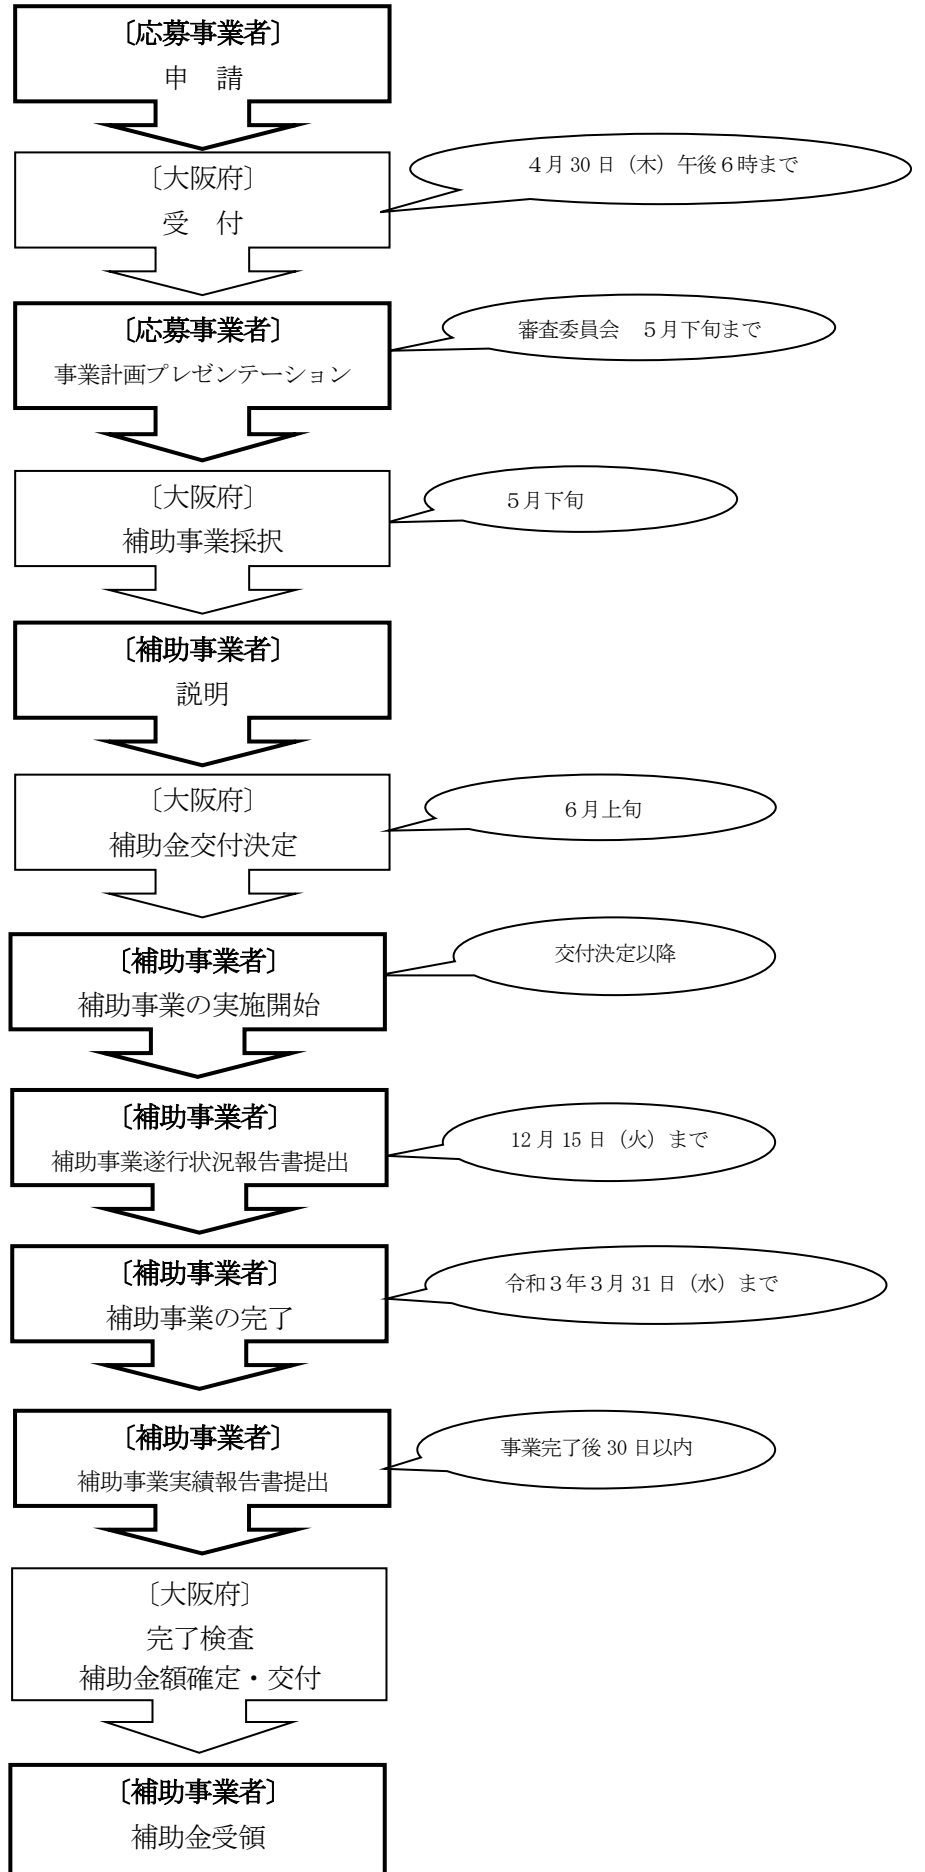 〔応募事業者〕
申　請
〔大阪府〕
受　付
４月 30 日（木）午後６時まで
〔応募事業者〕
事業計画プレゼンテーション
審査委員会　５月下旬まで
〔大阪府〕
補助事業採択
５月下旬
〔補助事業者〕
説明
〔大阪府〕
補助金交付決定
６月上旬
〔補助事業者〕
補助事業の実施開始
交付決定以降
〔補助事業者〕
補助事業遂行状況報告書提出
12 月 15 日（火）まで
〔補助事業者〕
補助事業の完了
令和３年３月 31 日（水）まで
〔補助事業者〕
補助事業実績報告書提出
事業完了後 30 日以内
〔大阪府〕
完了検査
補助金額確定・交付
〔補助事業者〕
補助金受領